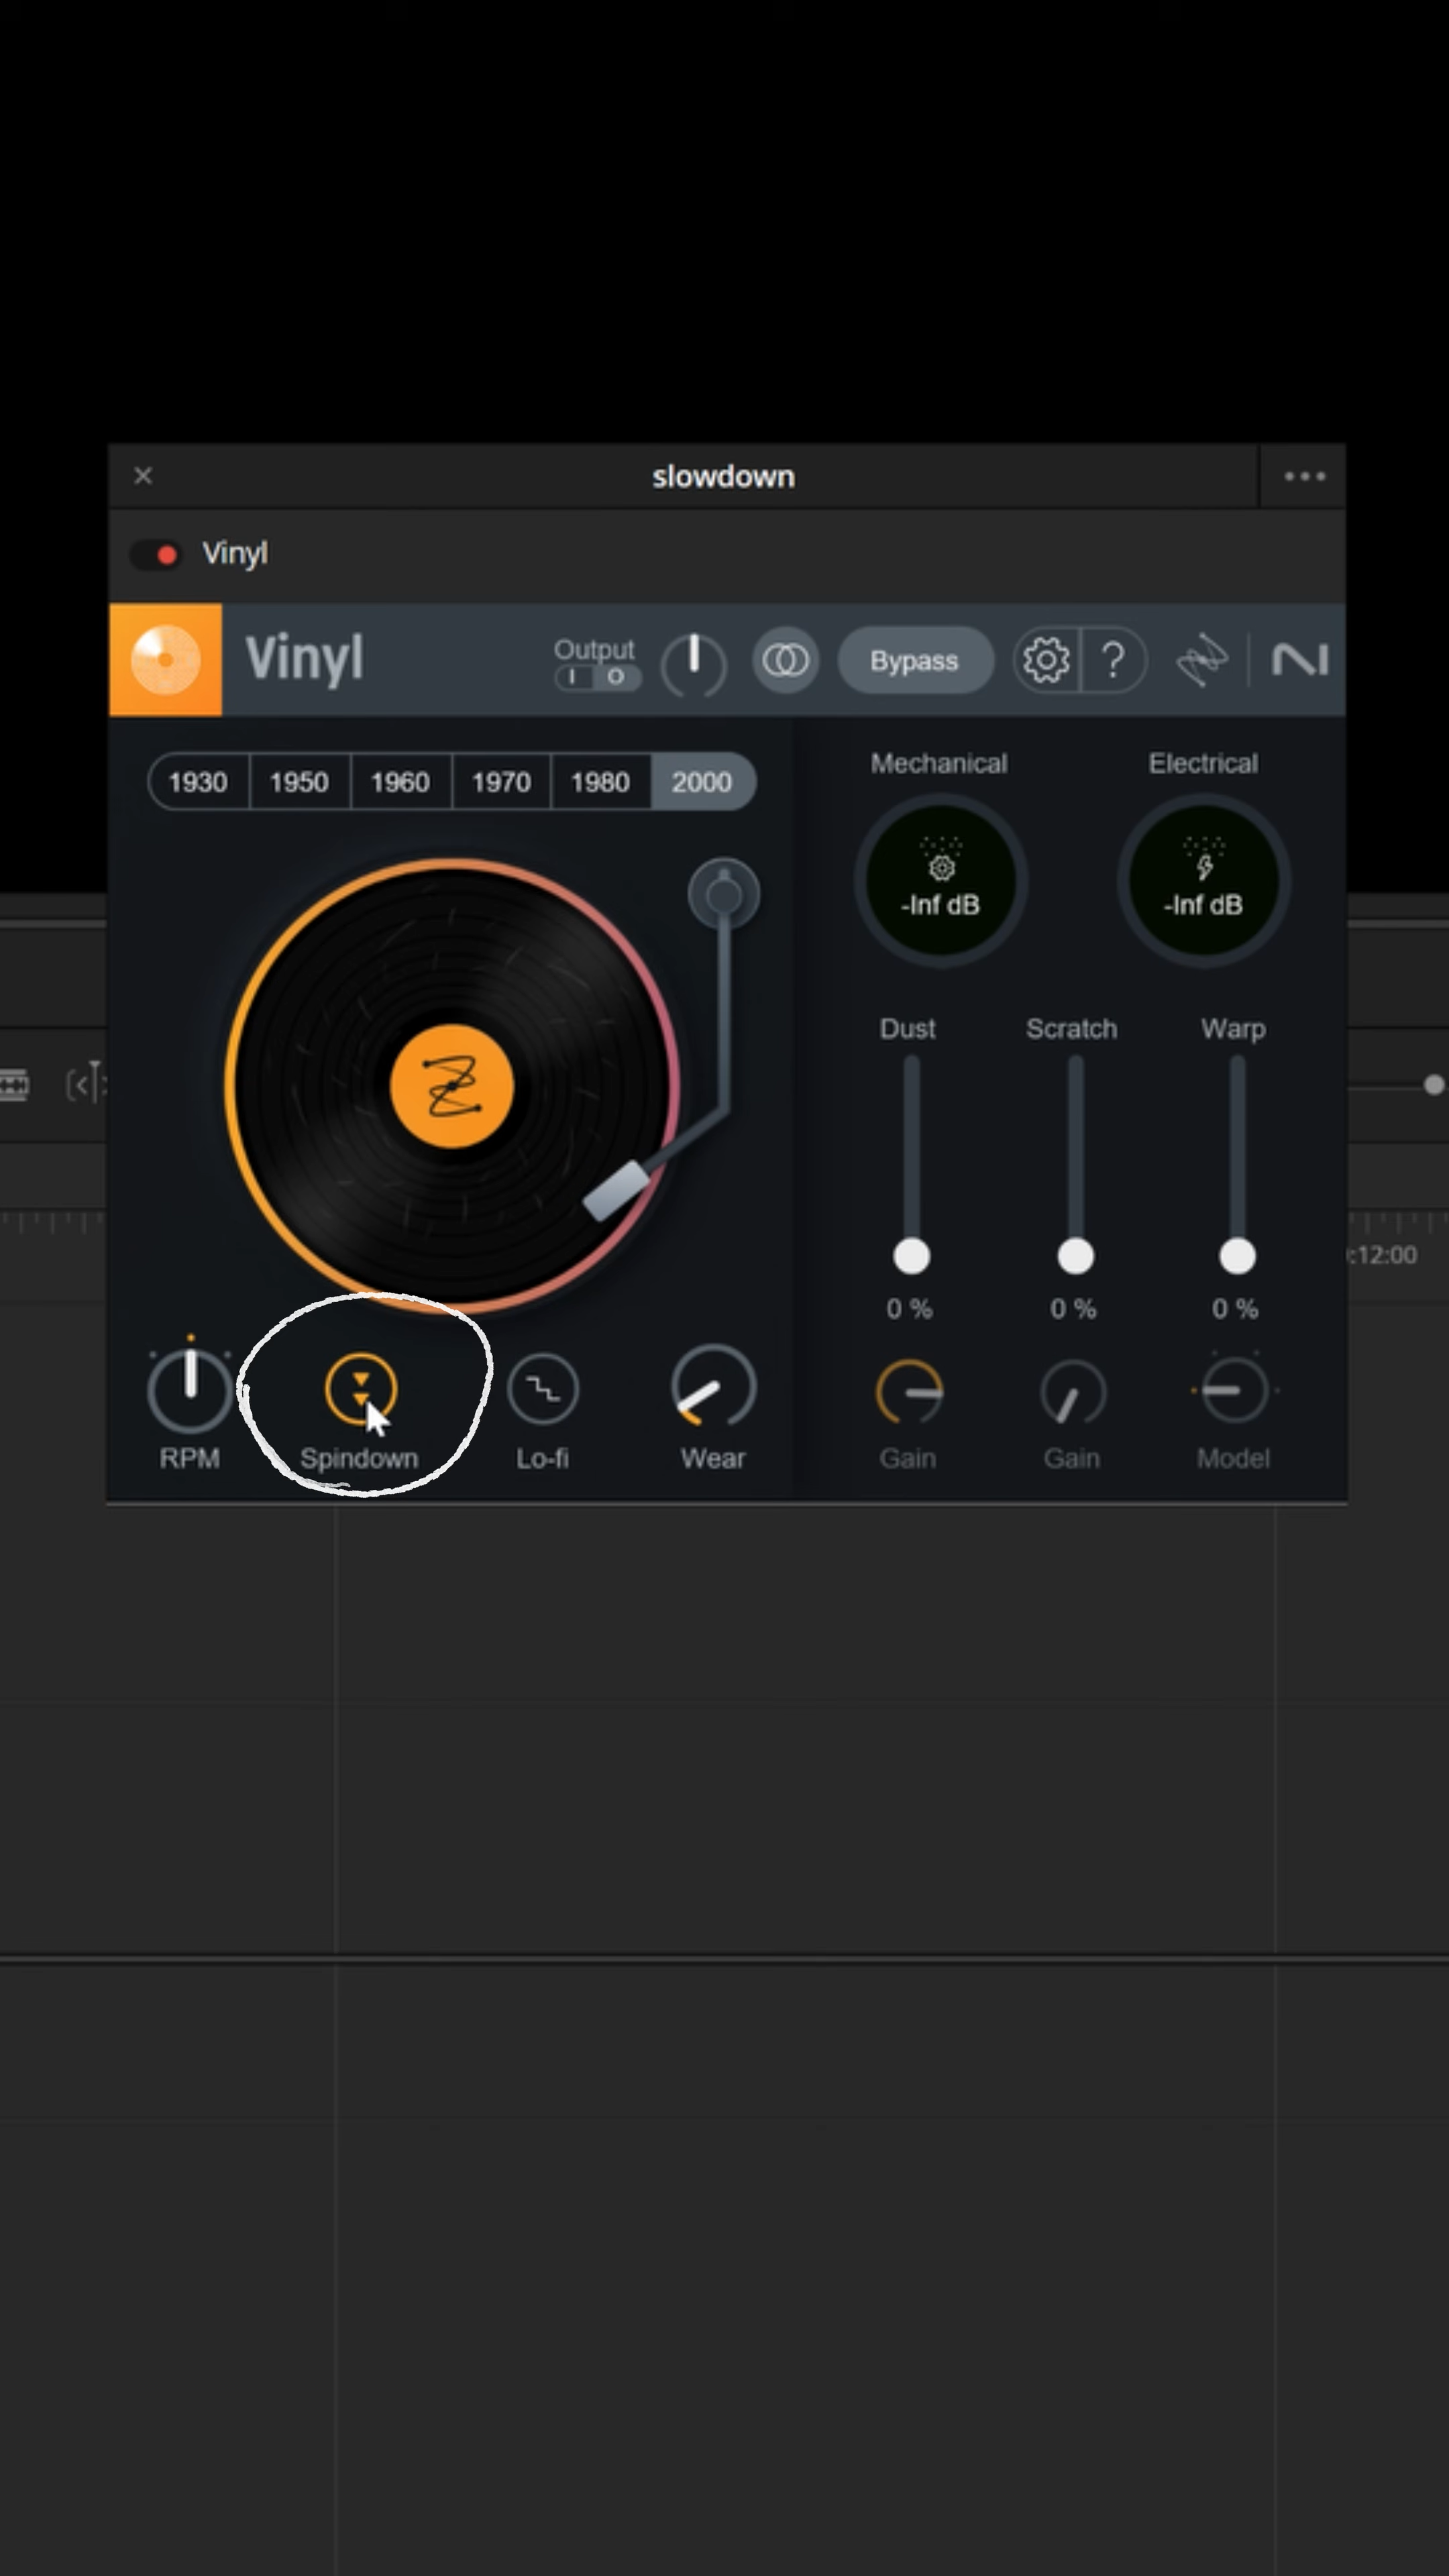 slowdown
Vinyl
Vinyl
Output
I O
Bypass
?
1930 1950 1960 1970 1980 2000
Mechanical Electrical
-Inf dB -Inf dB
Dust Scratch Warp
:12:00
0 % 0 % 0 %
RPM Spindown Lo-fi Wear Gain Gain Model